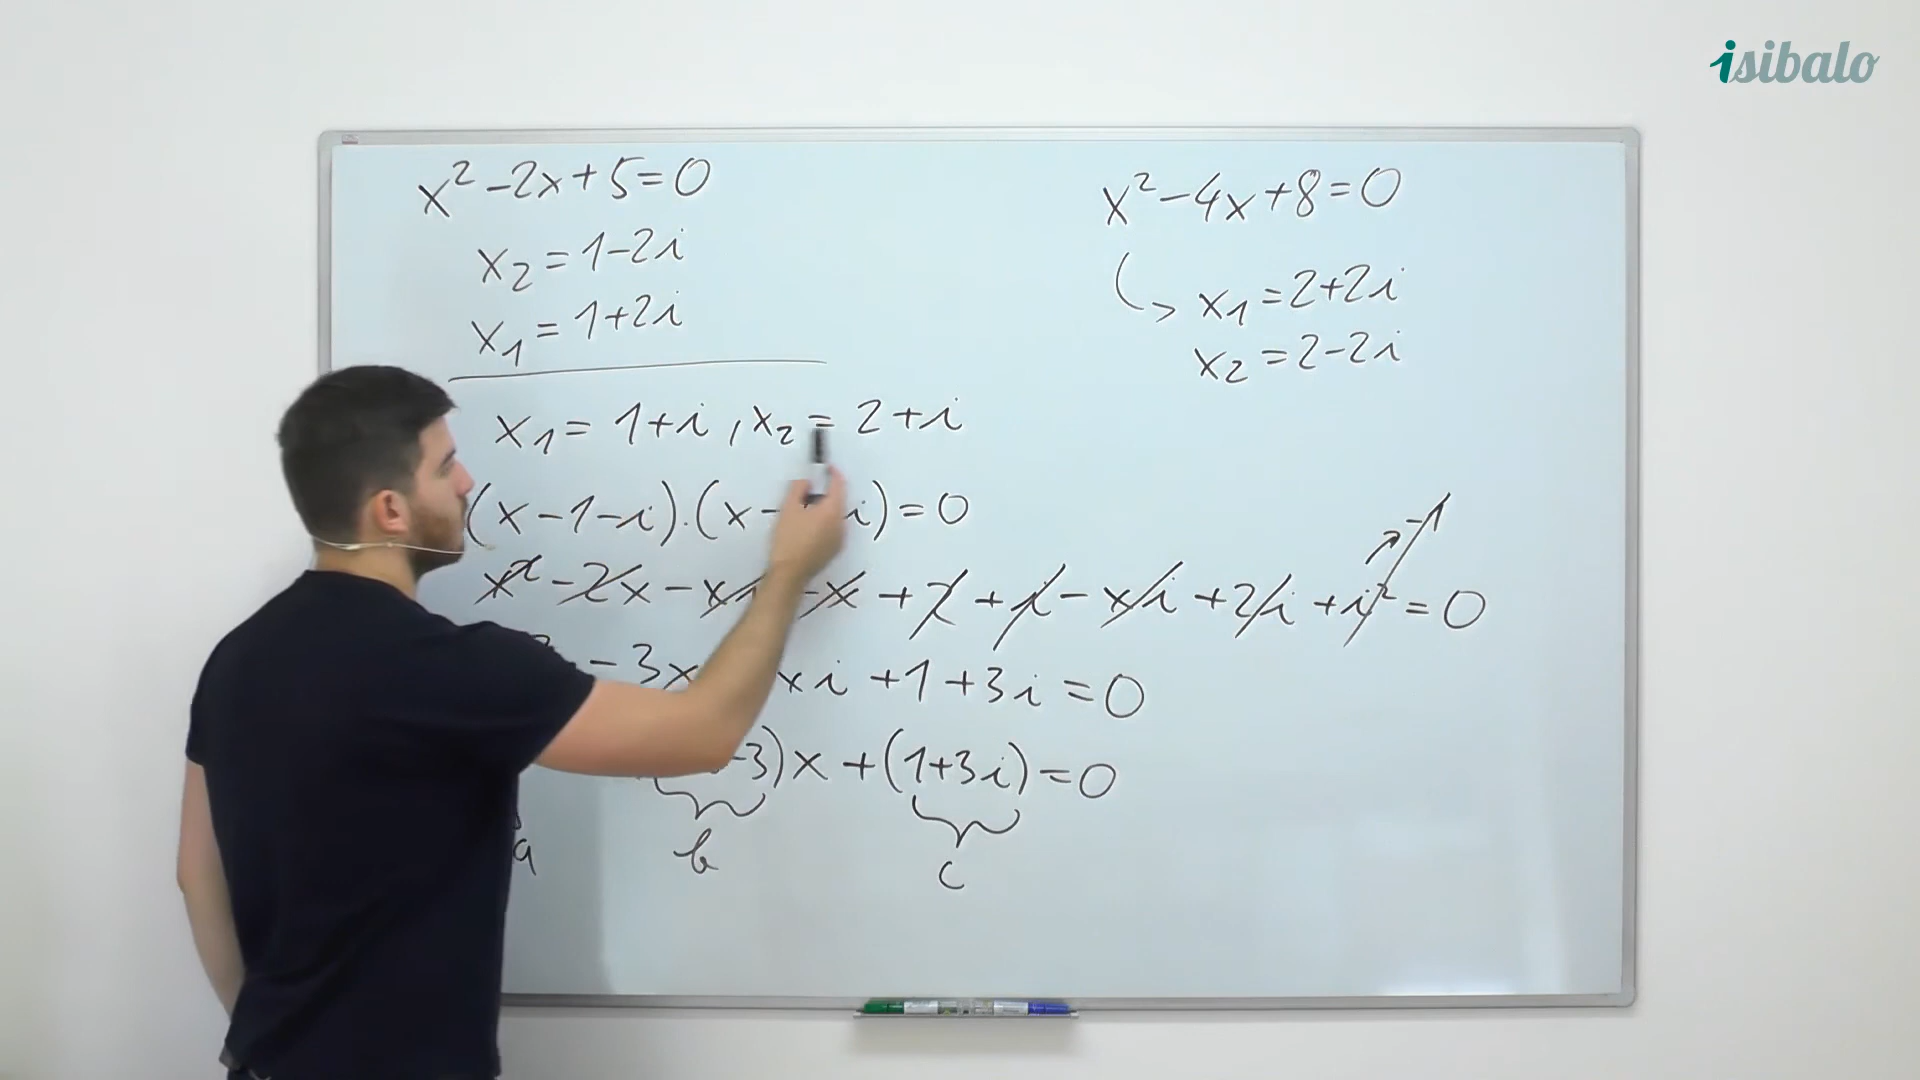 isibalo
x² - 2x + 5 = 0
x₂ = 1 - 2i
x₁ = 1 + 2i
x² - 4x + 8 = 0
x₁ = 2 + 2i
x₂ = 2 - 2i
x₁ = 1 + i , x₂ = 2 + i
(x - 1 - i).(x - i) = 0
x² - 2x - xi - x + 2 + i - xi + 2i + i² = 0
-1
- 3x xi + 1 + 3i = 0
-3)x + (1 + 3i) = 0
a b c